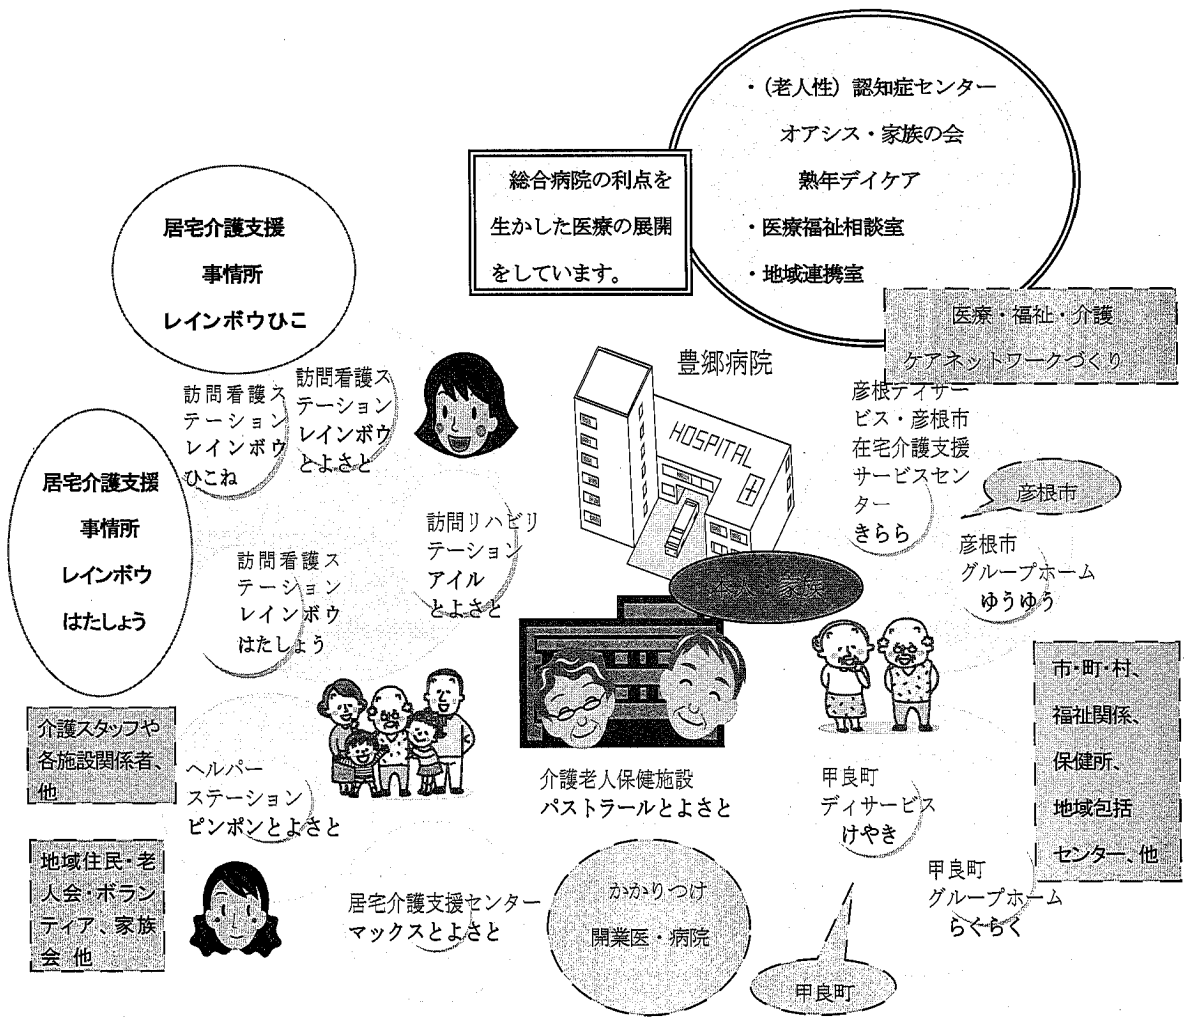 ・（老人性）認知症センター
オアシス・家族の会
熟年デイケア
・医療福祉相談室
・地域連携室
総合病院の利点を
生かした医療の展開
をしています。
居宅介護支援
事情所
レインボウひこ
医療・福祉・介護
ケアネットワークづくり
豊郷病院
HOSPITAL
訪問看護ス
テーション
レインボウ
ひこね
訪問看護ス
テーション
レインボウ
とよさと
彦根ディサー
ビス・彦根市
在宅介護支援
サービスセン
ター
きらら
彦根市
居宅介護支援
事情所
レインボウ
はたしょう
訪問リハビリ
テーション
アイル
とよさと
彦根市
グループホーム
ゆうゆう
訪問看護ス
テーション
レインボウ
はたしょう
本人・家族
市・町・村、
福祉関係、
保健所、
地域包括
センター、他
介護スタッフや
各施設関係者、
他
ヘルパー
ステーション
ピンポンとよさと
介護老人保健施設
パストラールとよさと
甲良町
ディサービス
けやき
地域住民・老
人会・ボラン
ティア、家族
会 他
居宅介護支援センター
マックスとよさと
かかりつけ
開業医・病院
甲良町
グループホーム
らくらく
甲良町